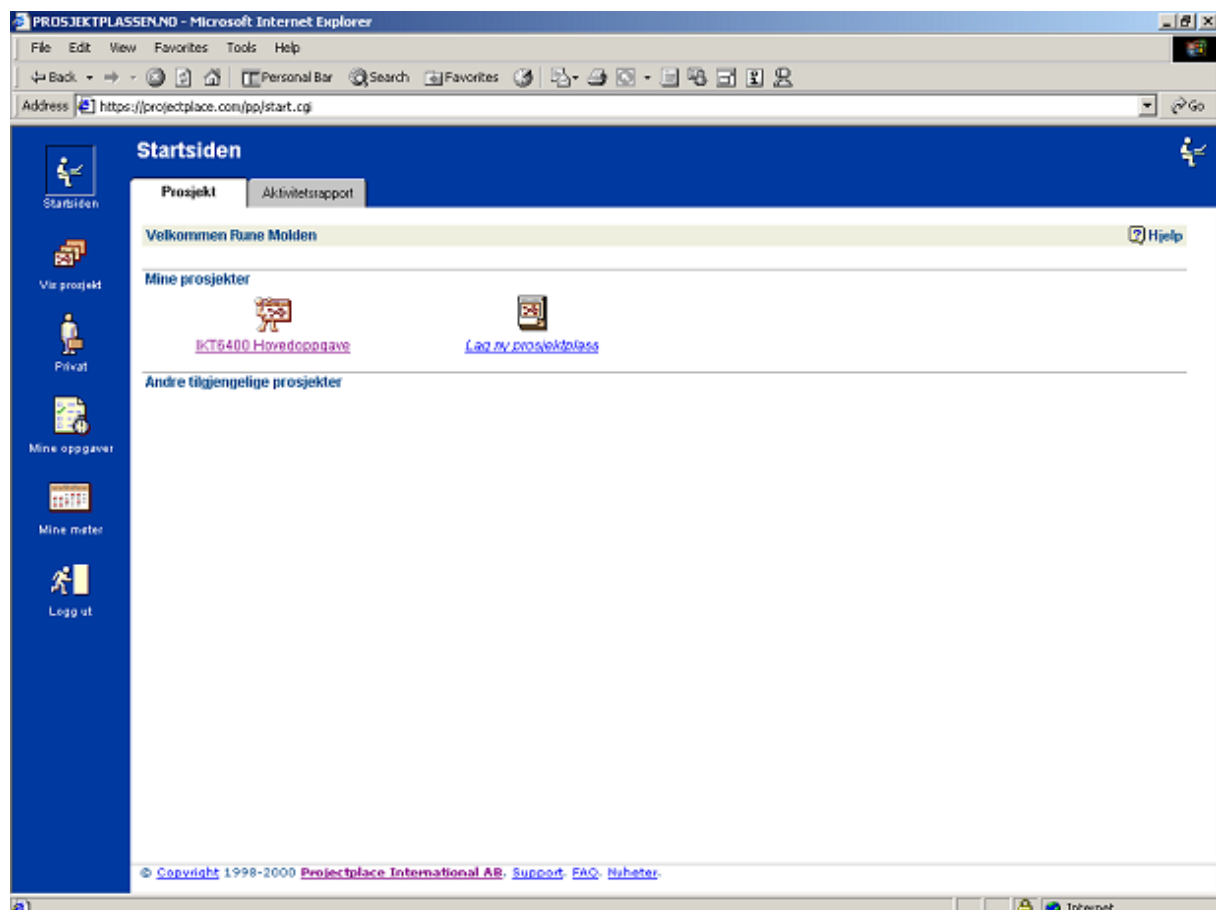 PROSJEKTPLASSEN.NO - Microsoft Internet Explorer
File Edit View Favorites Tools Help
Back Personal Bar Search Favorites
Address https://projectplace.com/pp/start.cgi Go
Startsiden
Startsiden
Prosjekt Aktivitetsrapport
Velkommen Rune Molden Hjelp
Vis prosjekt
Mine prosjekter
IKT6400 Hovedoppgave Lag ny prosjektplass
Privat
Andre tilgjengelige prosjekter
Mine oppgaver
Mine møter
Logg ut
© Copyright 1998-2000 Projectplace International AB. Support. FAQ. Nyheter.
Internet